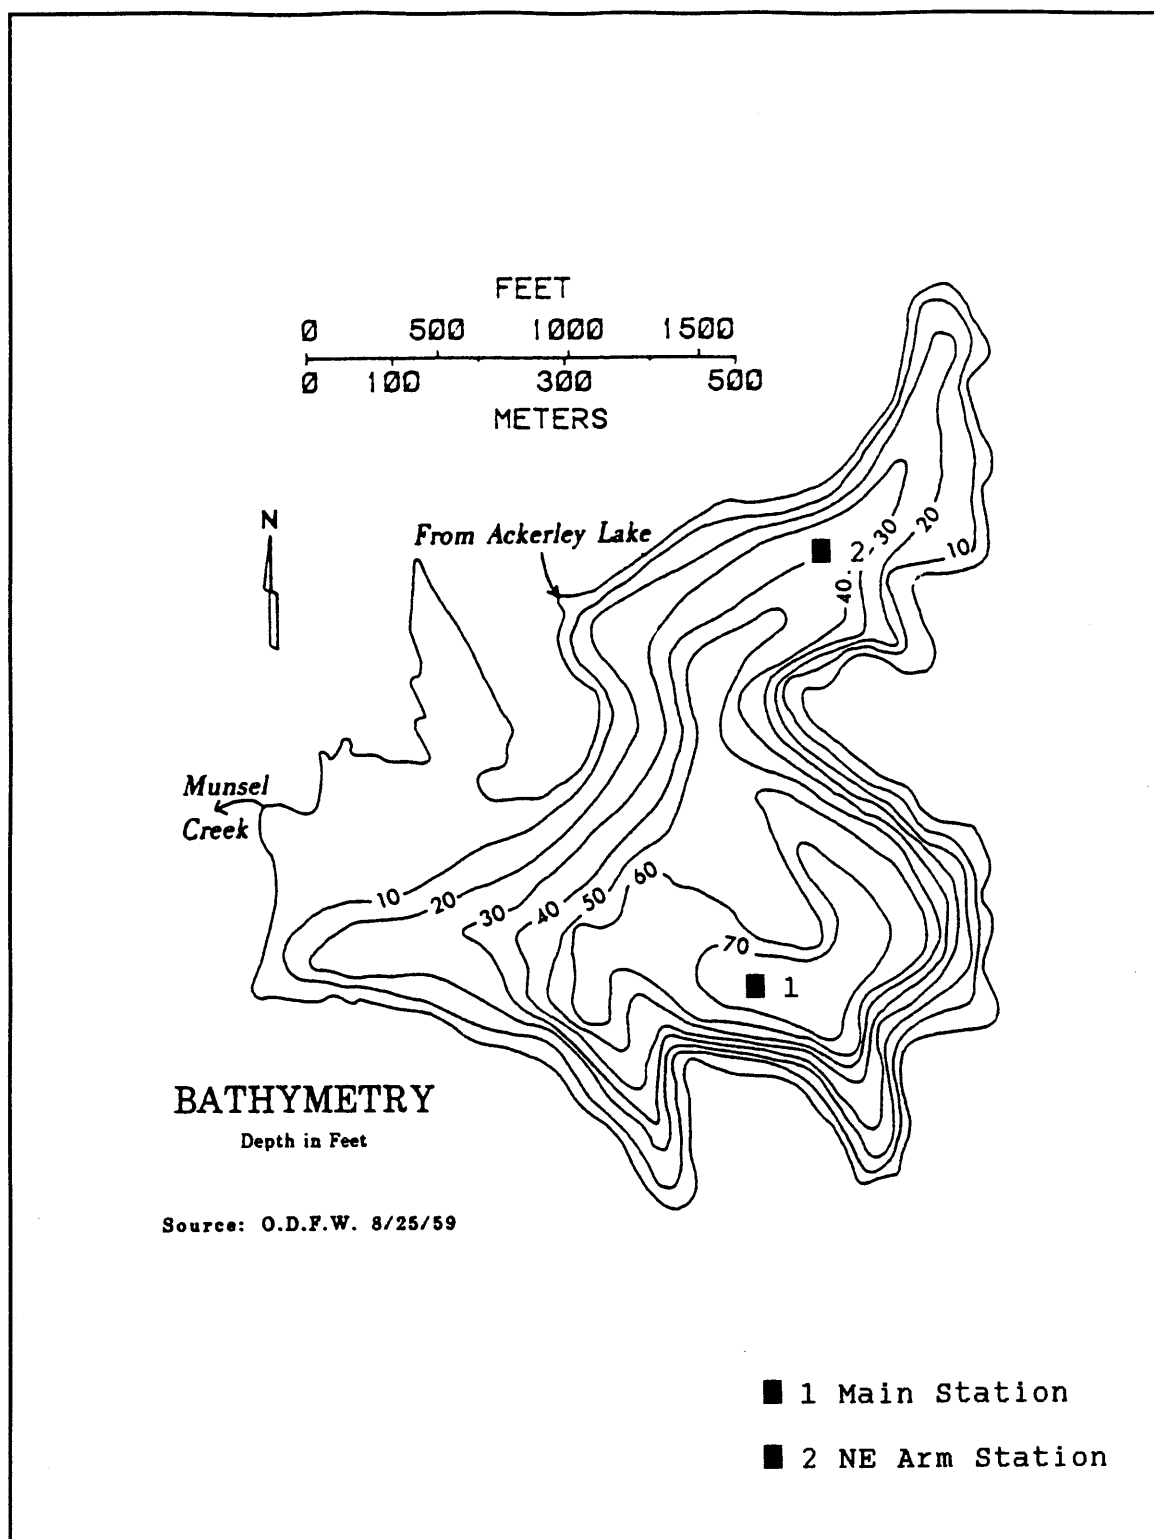 FEET
0 500 1000 1500
0 100 300 500
METERS
N
From Ackerley Lake
2
30
20
10
40
Munsel
Creek
10
20
30
40
50
60
70
1
BATHYMETRY
Depth in Feet
Source: O.D.F.W. 8/25/59
1 Main Station
2 NE Arm Station